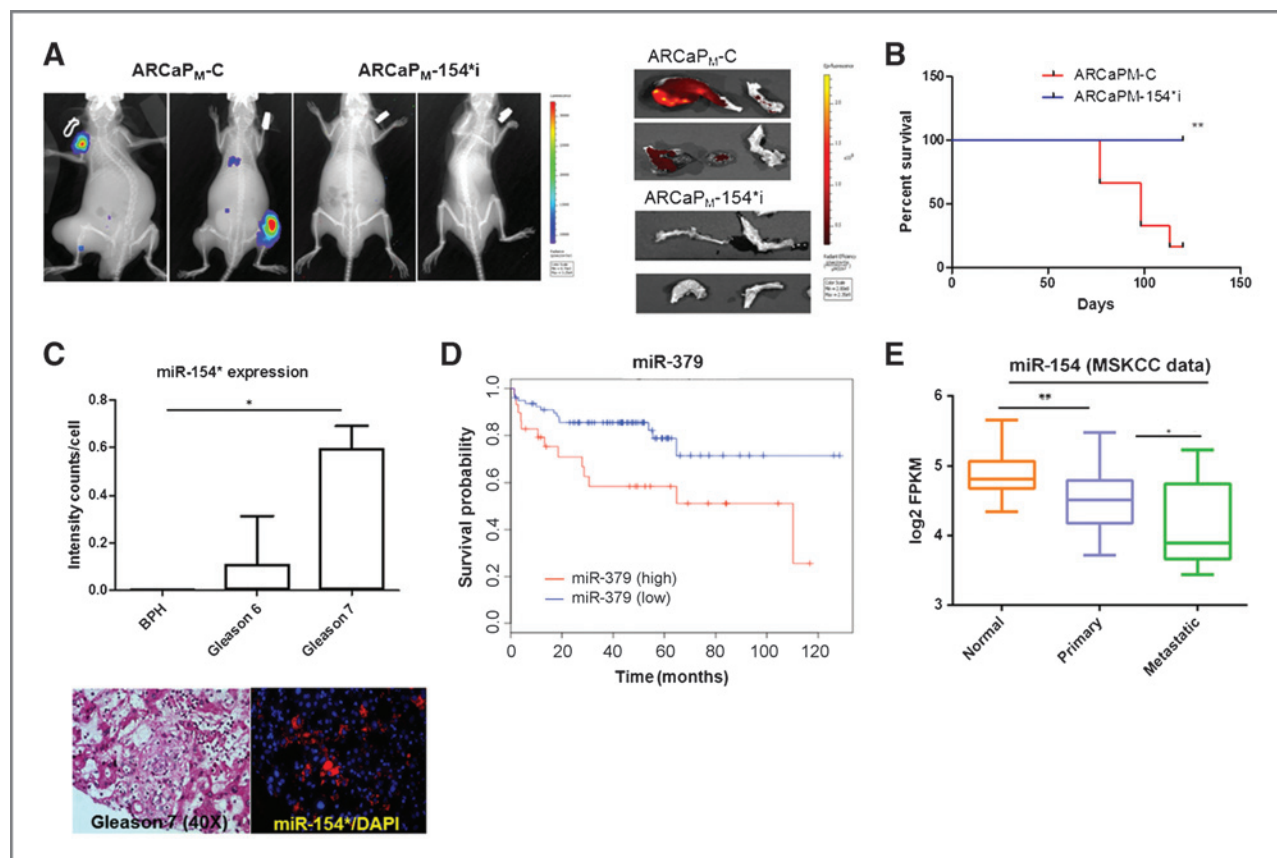 A
ARCaPM-C
ARCaPM-154*i
ARCaPM-C
ARCaPM-154*i
B
150
100
50
0
Percent survival
ARCaPM-C
ARCaPM-154*i
**
0
50
100
150
Days
C
miR-154* expression
*
0.8
0.6
0.4
0.2
0.0
Intensity counts/cell
BPH
Gleason 6
Gleason 7
Gleason 7 (40X)
miR-154*/DAPI
D
miR-379
1.0
0.8
0.6
0.4
0.2
0.0
Survival probability
miR-379 (high)
miR-379 (low)
0
20
40
60
80
100
120
Time (months)
E
miR-154 (MSKCC data)
**
*
6
5
4
3
log2 FPKM
Normal
Primary
Metastatic